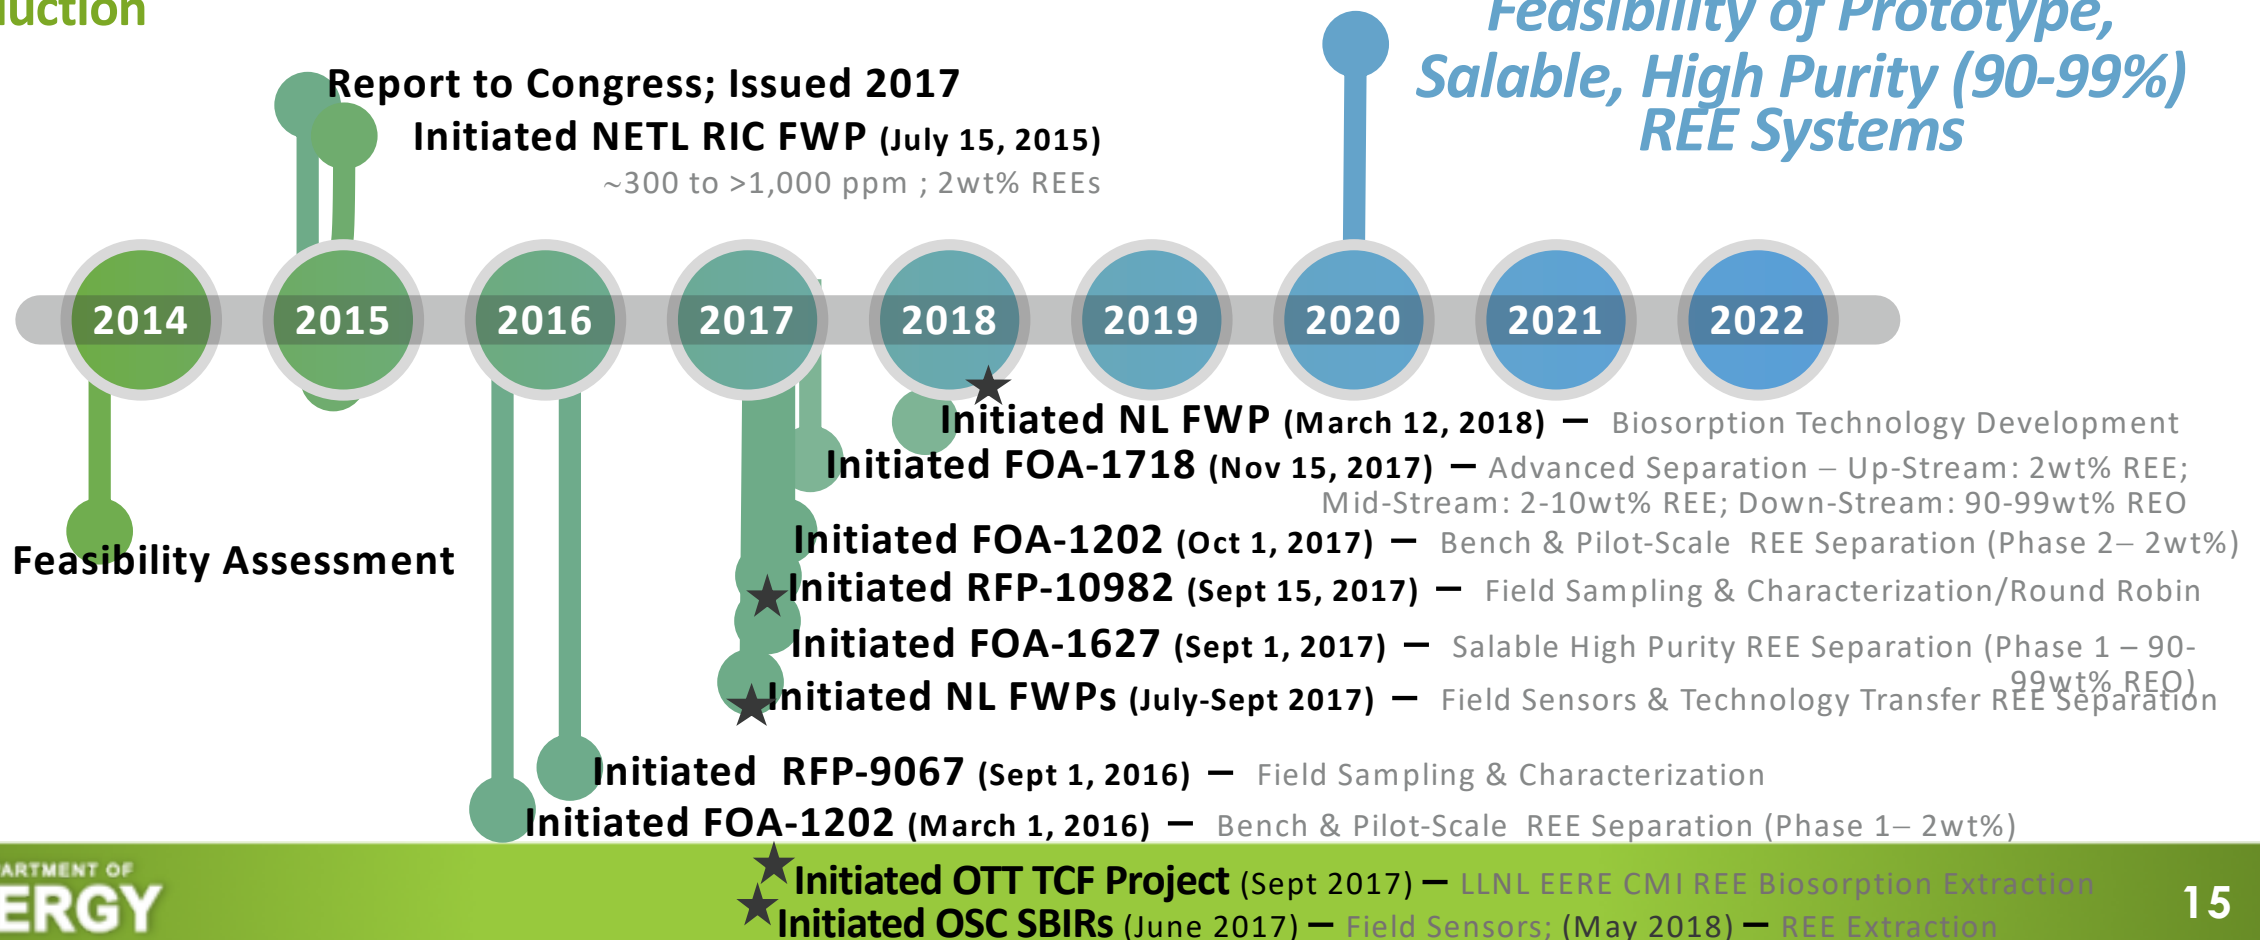 Feasibility of Prototype,
Salable, High Purity (90-99%)
REE Systems
Report to Congress; Issued 2017
Initiated NETL RIC FWP (July 15, 2015)
~300 to >1,000 ppm ; 2wt% REEs
2014 2015 2016 2017 2018 2019 2020 2021 2022
Initiated NL FWP (March 12, 2018) – Biosorption Technology Development
Initiated FOA-1718 (Nov 15, 2017) – Advanced Separation – Up-Stream: 2wt% REE;
Mid-Stream: 2-10wt% REE; Down-Stream: 90-99wt% REO
Initiated FOA-1202 (Oct 1, 2017) – Bench & Pilot-Scale REE Separation (Phase 2– 2wt%)
Feasibility Assessment
Initiated RFP-10982 (Sept 15, 2017) – Field Sampling & Characterization/Round Robin
Initiated FOA-1627 (Sept 1, 2017) – Salable High Purity REE Separation (Phase 1 – 90-
99wt% REO)
Initiated NL FWPs (July-Sept 2017) – Field Sensors & Technology Transfer REE Separation
Initiated RFP-9067 (Sept 1, 2016) – Field Sampling & Characterization
Initiated FOA-1202 (March 1, 2016) – Bench & Pilot-Scale REE Separation (Phase 1– 2wt%)
Initiated OTT TCF Project (Sept 2017) – LLNL EERE CMI REE Biosorption Extraction
Initiated OSC SBIRs (June 2017) – Field Sensors; (May 2018) – REE Extraction
15